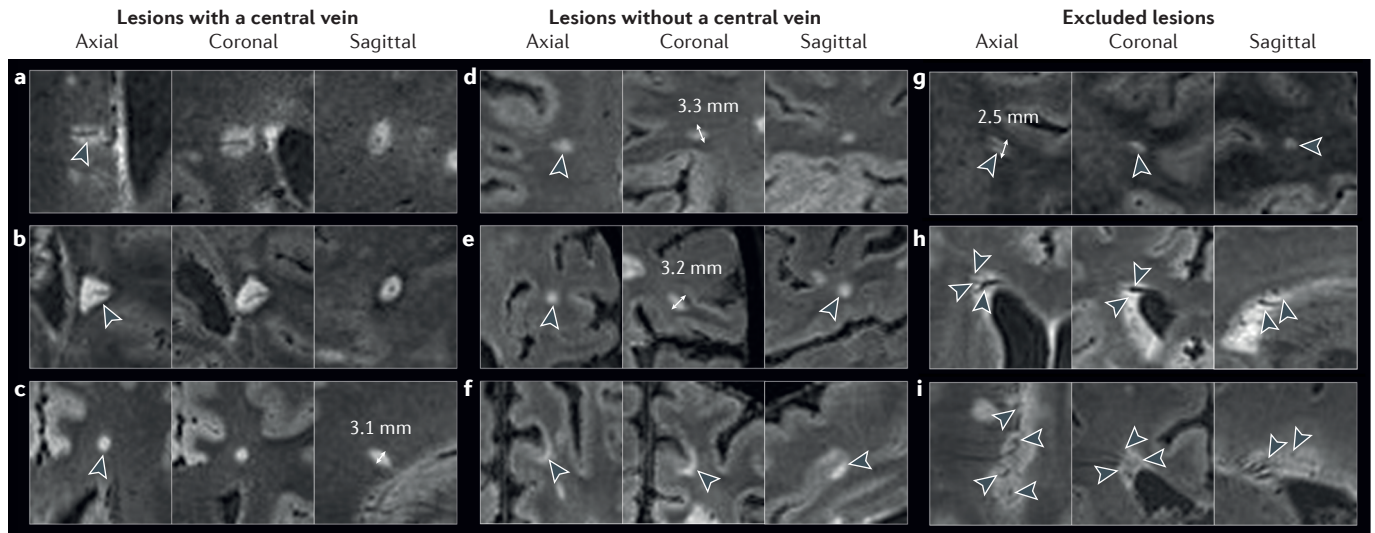 Lesions with a central vein Lesions without a central vein Excluded lesions
Axial Coronal Sagittal Axial Coronal Sagittal Axial Coronal Sagittal
a d g
3.3 mm
2.5 mm
b e h
3.2 mm
c f i
3.1 mm